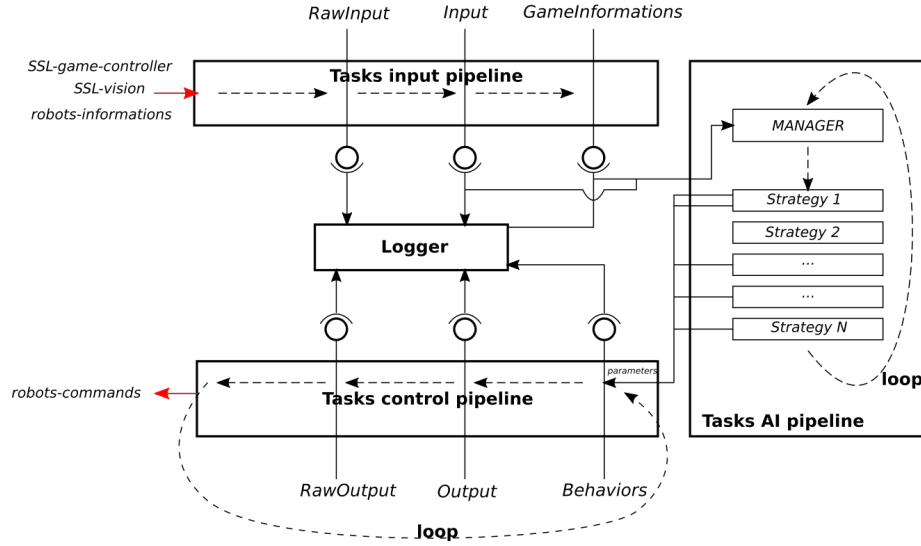 RawInput
Input
GameInformations
SSL-game-controller
SSL-vision
robots-informations
Tasks input pipeline
MANAGER
Strategy 1
Strategy 2
...
...
Strategy N
loop
Tasks AI pipeline
Logger
parameters
robots-commands
Tasks control pipeline
RawOutput
Output
Behaviors
loop